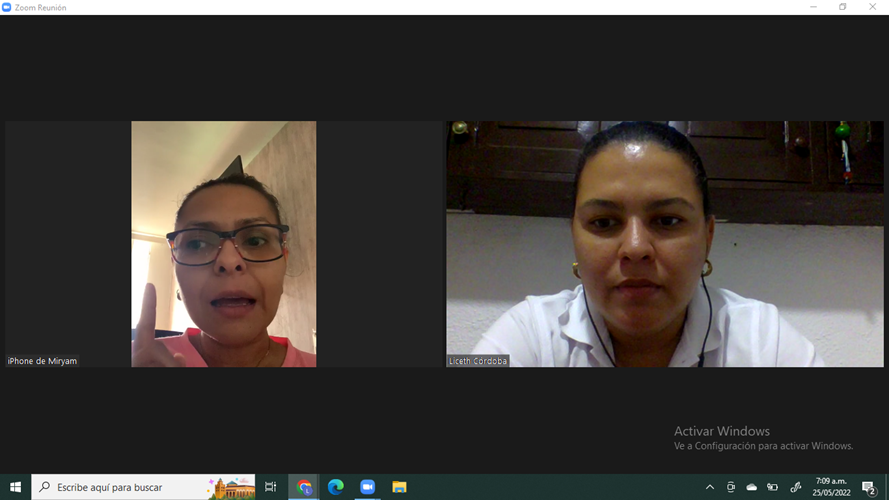 Zoom Reunión
iPhone de Miryam
Liceth Córdoba
Activar Windows
Ve a Configuración para activar Windows.
Escribe aquí para buscar
7:09 a.m.
25/05/2022
2